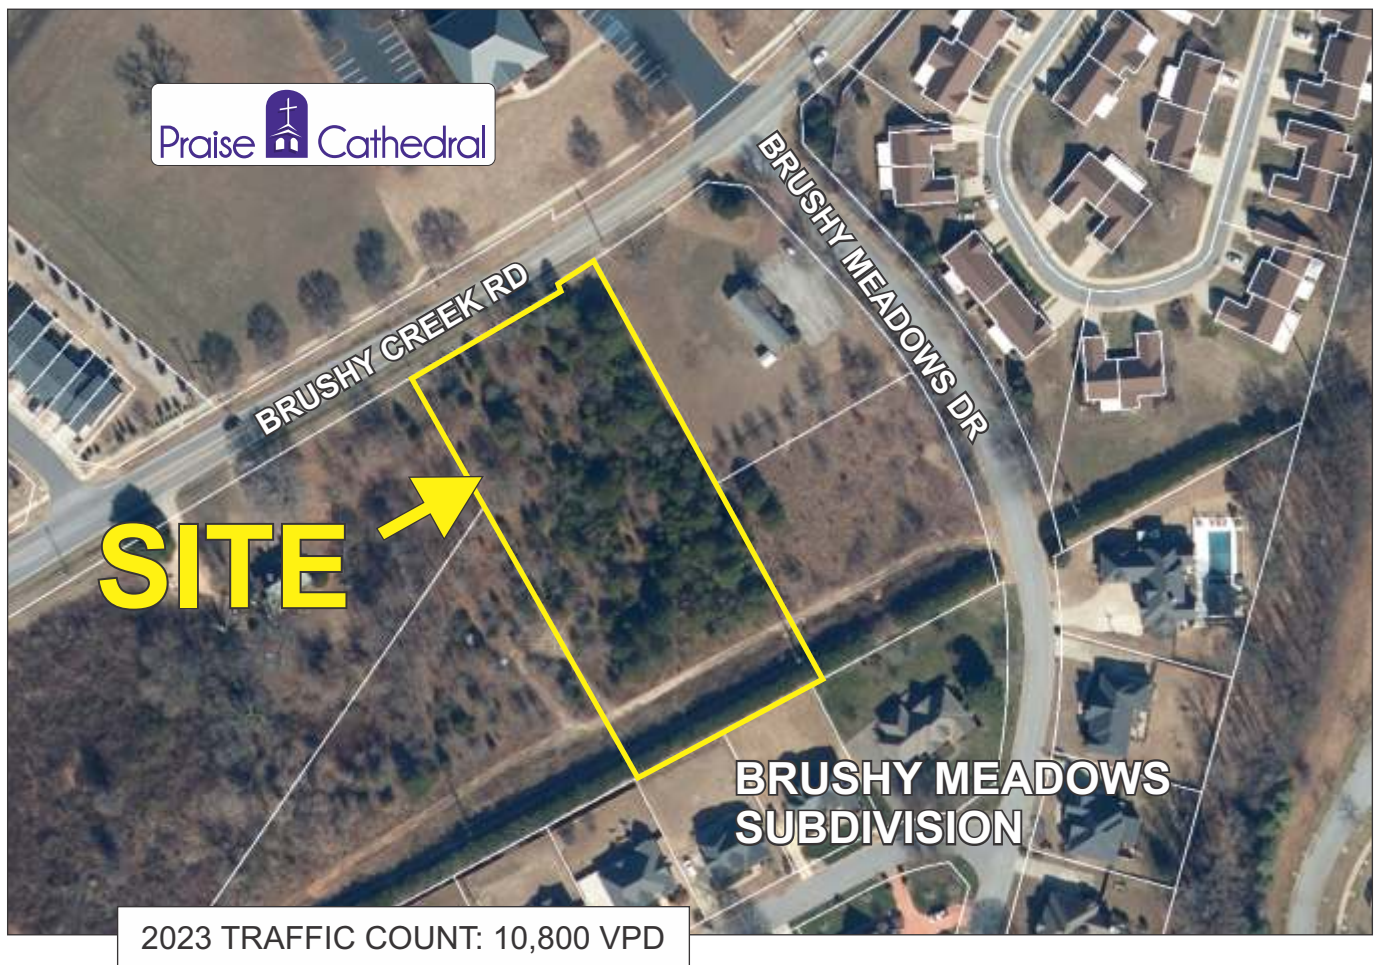 Praise Cathedral
BRUSHY CREEK RD
BRUSHY MEADOWS DR
SITE
BRUSHY MEADOWS
SUBDIVISION
2023 TRAFFIC COUNT: 10,800 VPD